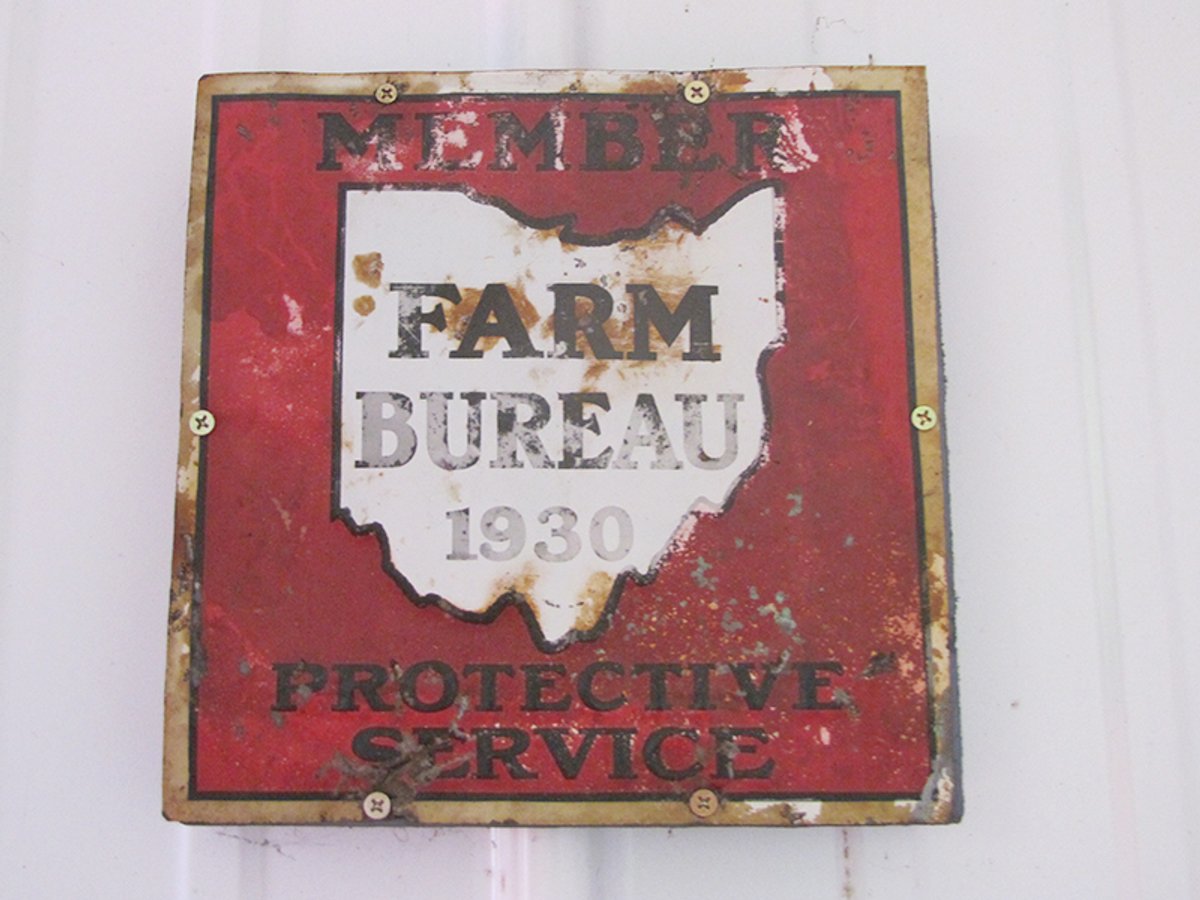 MEMBER
FARM
BUREAU
1930
PROTECTIVE
SERVICE